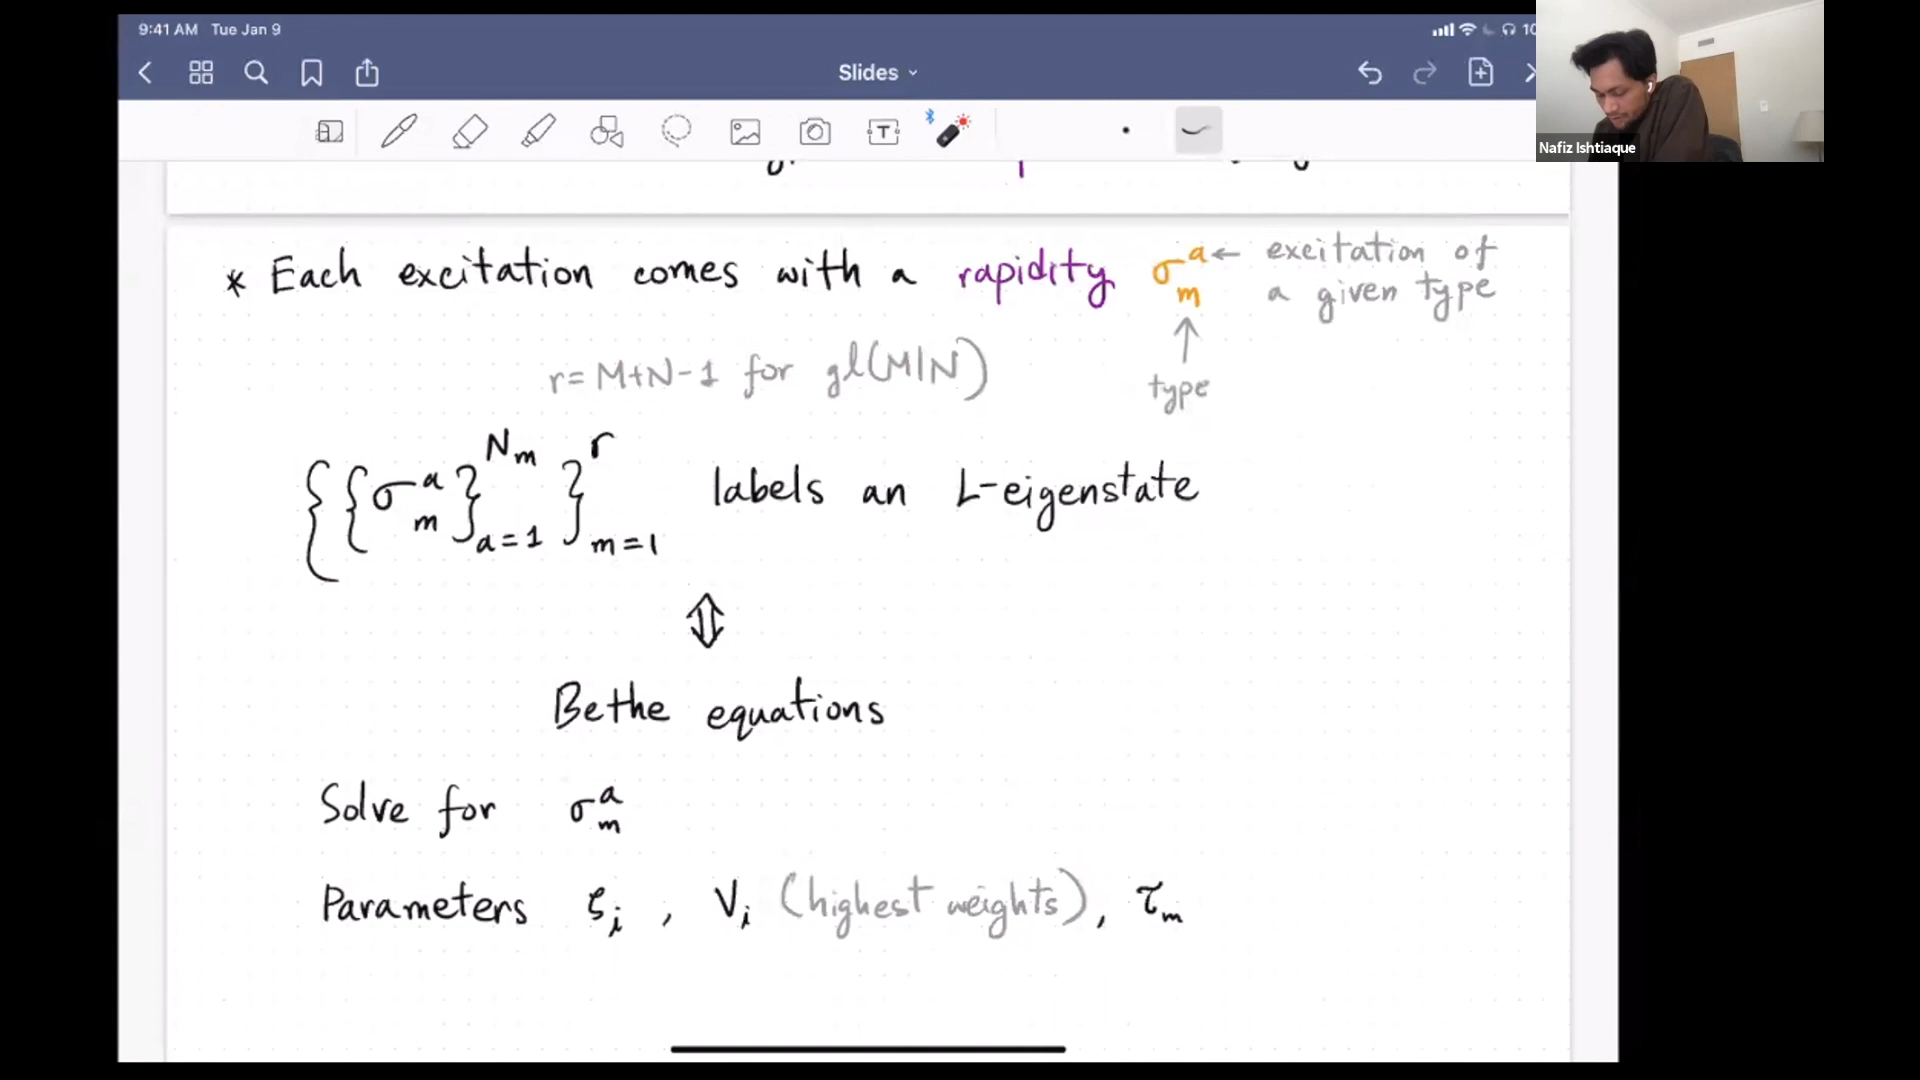 9:41 AM Tue Jan 9
Slides
Nafiz Ishtiaque
* Each excitation comes with a rapidity σ^a_m ← excitation of
a given type
↑
type
r = M+N-1 for gl(M|N)
{{σ^a_m}^{N_m}_{a=1}}^r_{m=1} labels an L-eigenstate
⇕
Bethe equations
Solve for σ^a_m
Parameters ξ_i, V_i (highest weights), τ_m